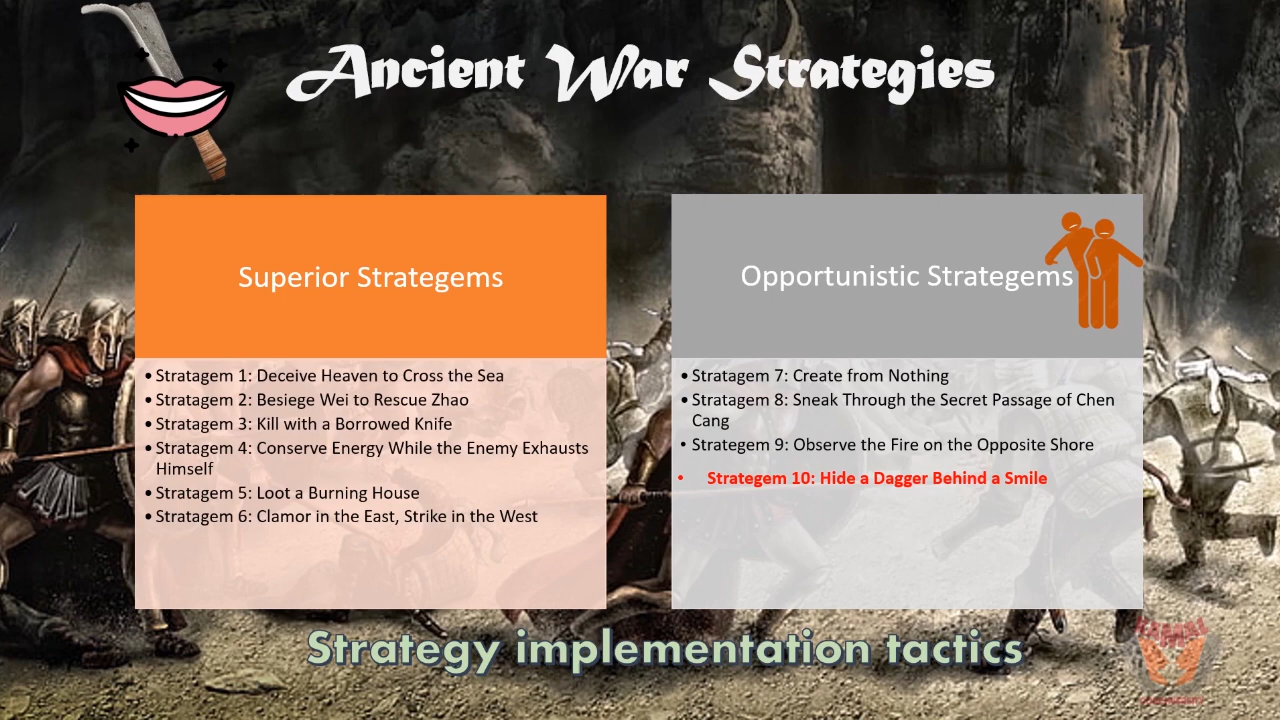 Ancient War Strategies
Superior Strategems
• Stratagem 1: Deceive Heaven to Cross the Sea
• Stratagem 2: Besiege Wei to Rescue Zhao
• Stratagem 3: Kill with a Borrowed Knife
• Stratagem 4: Conserve Energy While the Enemy Exhausts
Himself
• Stratagem 5: Loot a Burning House
• Stratagem 6: Clamor in the East, Strike in the West
Opportunistic Strategems
• Stratagem 7: Create from Nothing
• Stratagem 8: Sneak Through the Secret Passage of Chen
Cang
• Strategem 9: Observe the Fire on the Opposite Shore
• Strategem 10: Hide a Dagger Behind a Smile
Strategy implementation tactics